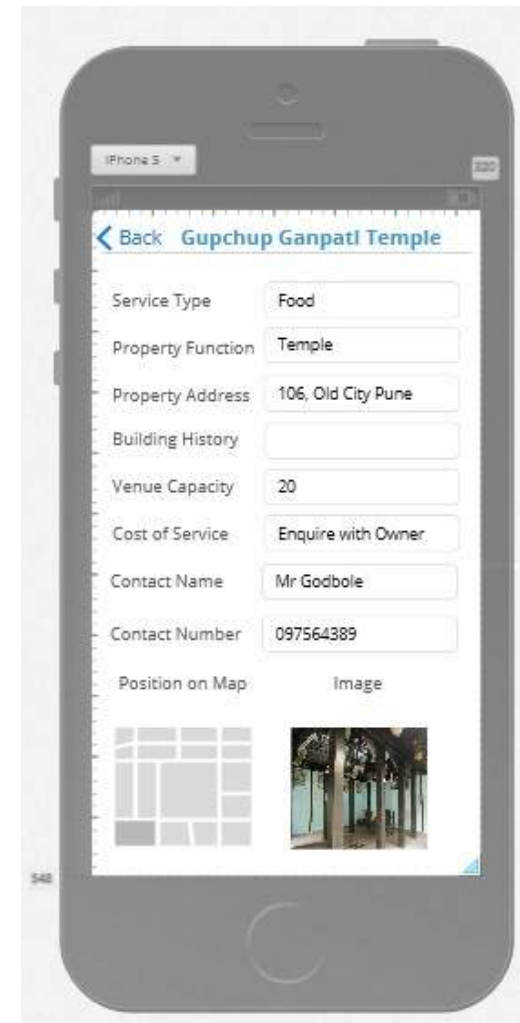 iPhone 5
320
Back Gupchup Ganpati Temple
Service Type Food
Property Function Temple
Property Address 106, Old City Pune
Building History
Venue Capacity 20
Cost of Service Enquire with Owner
Contact Name Mr Godbole
Contact Number 097564389
Position on Map Image
548